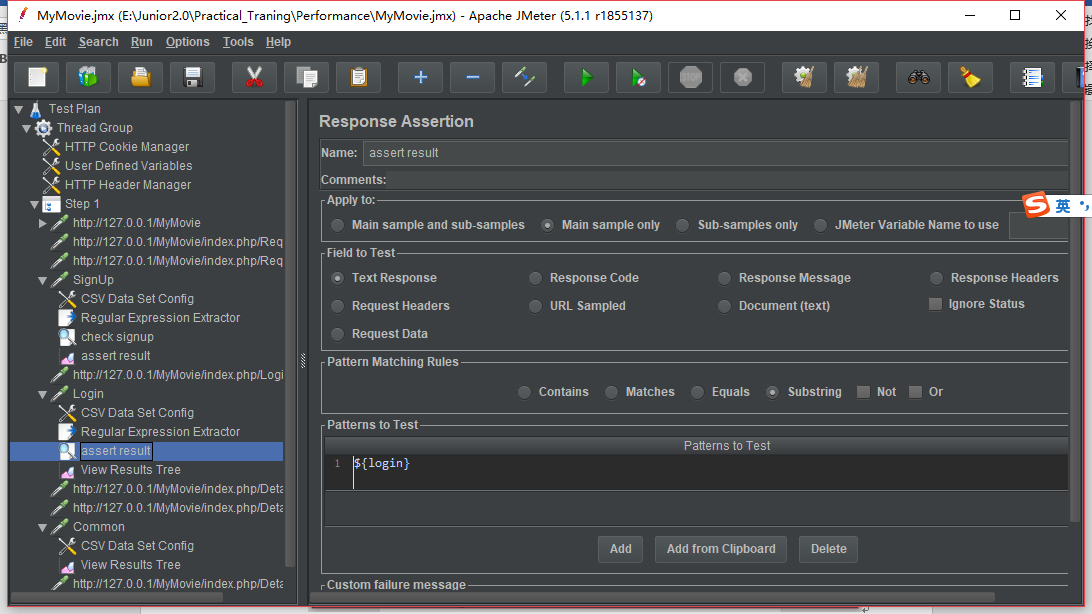 MyMovie.jmx (E:\Junior2.0\Practical_Traning\Performance\MyMovie.jmx) - Apache JMeter (5.1.1 r1855137)
File Edit Search Run Options Tools Help
STOP
Test Plan
Thread Group
HTTP Cookie Manager
User Defined Variables
HTTP Header Manager
Step 1
http://127.0.0.1/MyMovie
http://127.0.0.1/MyMovie/index.php/Req
http://127.0.0.1/MyMovie/index.php/Req
SignUp
CSV Data Set Config
Regular Expression Extractor
check signup
assert result
http://127.0.0.1/MyMovie/index.php/Logi
Login
CSV Data Set Config
Regular Expression Extractor
assert result
View Results Tree
http://127.0.0.1/MyMovie/index.php/Deta
http://127.0.0.1/MyMovie/index.php/Deta
Common
CSV Data Set Config
View Results Tree
http://127.0.0.1/MyMovie/index.php/Deta
Response Assertion
Name: assert result
Comments:
Apply to:
Main sample and sub-samples Main sample only Sub-samples only JMeter Variable Name to use
S 英
Field to Test
Text Response Response Code Response Message Response Headers
Request Headers URL Sampled Document (text) Ignore Status
Request Data
Pattern Matching Rules
Contains Matches Equals Substring Not Or
Patterns to Test
Patterns to Test
1 ${login}
Add Add from Clipboard Delete
Custom failure message